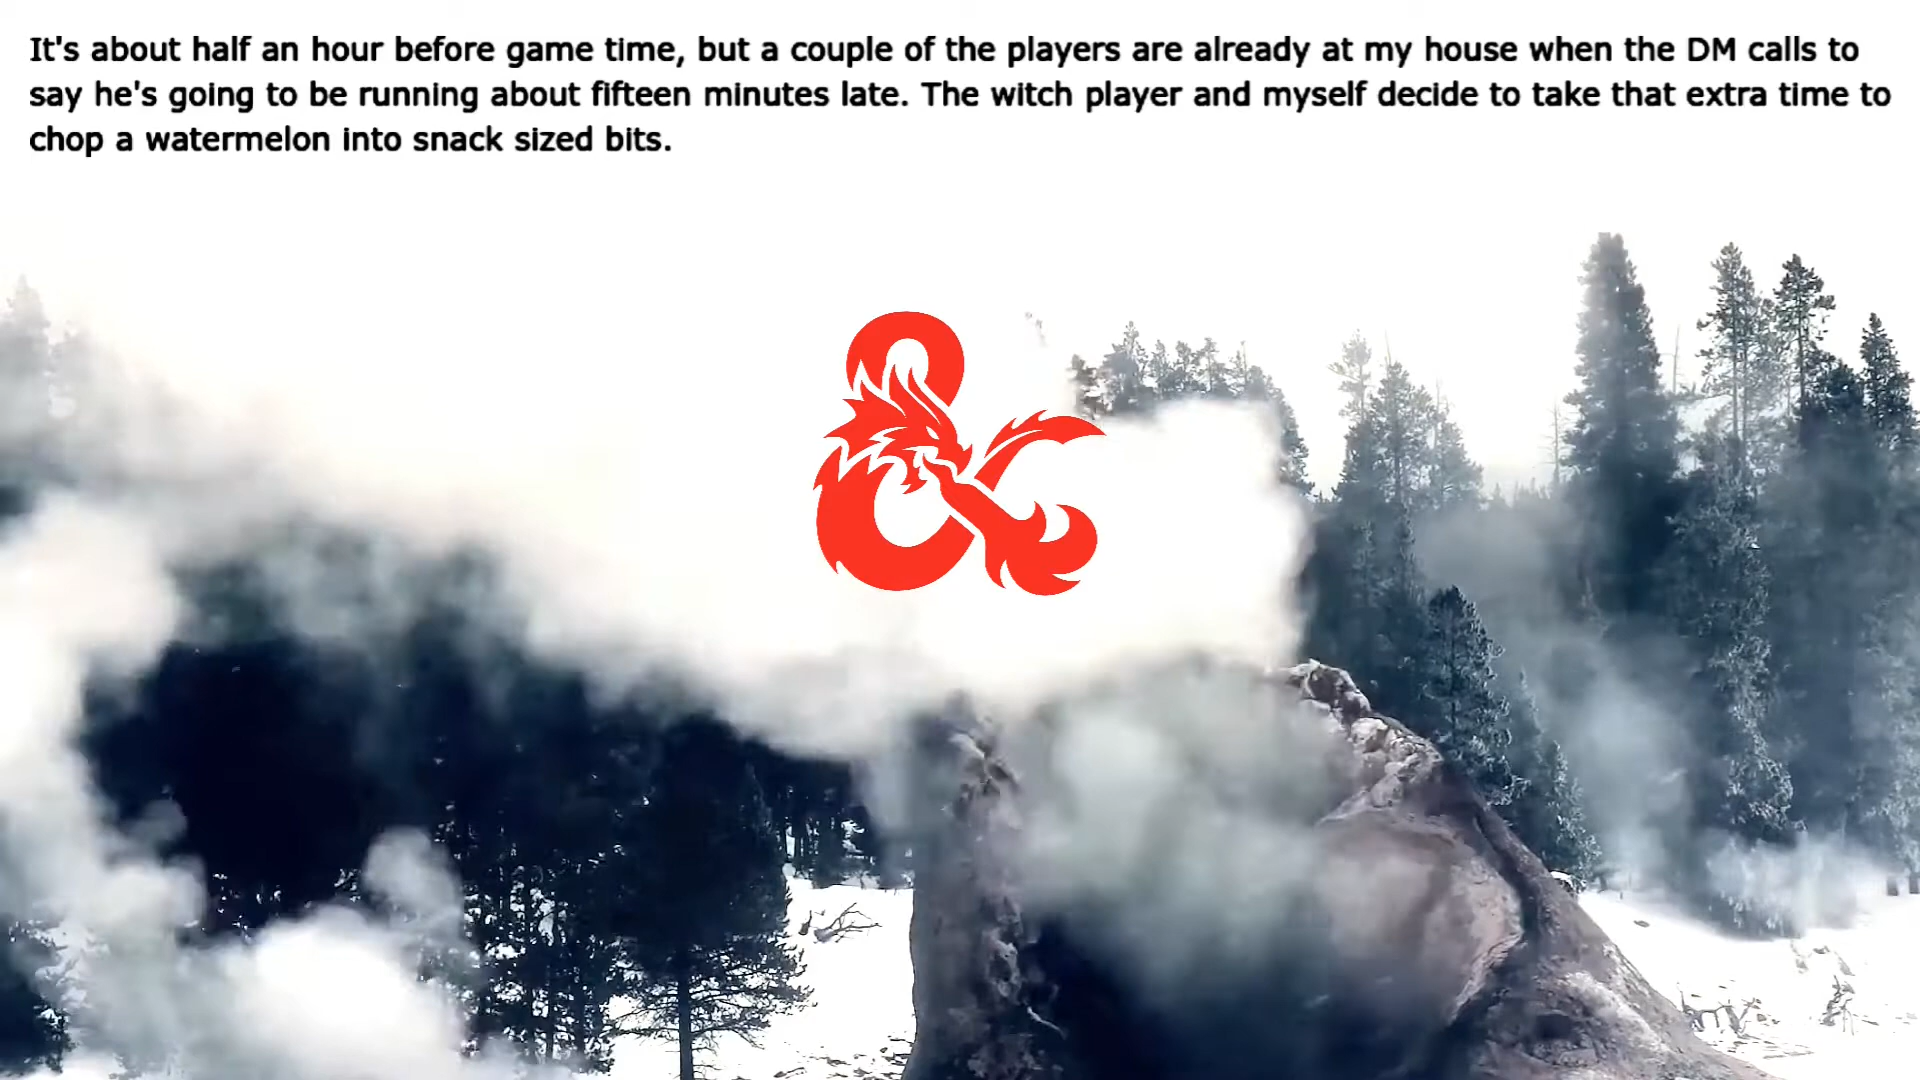 It's about half an hour before game time, but a couple of the players are already at my house when the DM calls to
say he's going to be running about fifteen minutes late. The witch player and myself decide to take that extra time to
chop a watermelon into snack sized bits.